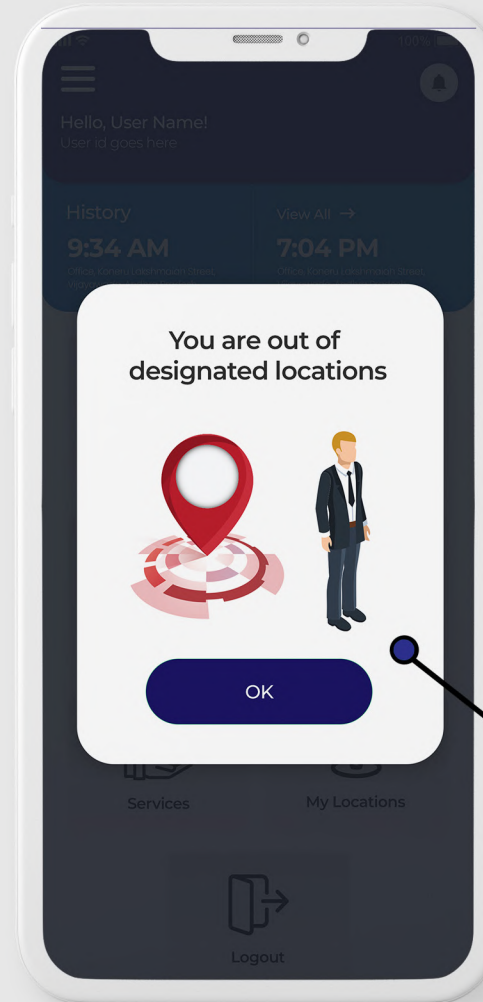 100%
Hello, User Name!
User id goes here
History
View All →
9:34 AM
7:04 PM
You are out of
designated locations
OK
Services
My Locations
Logout